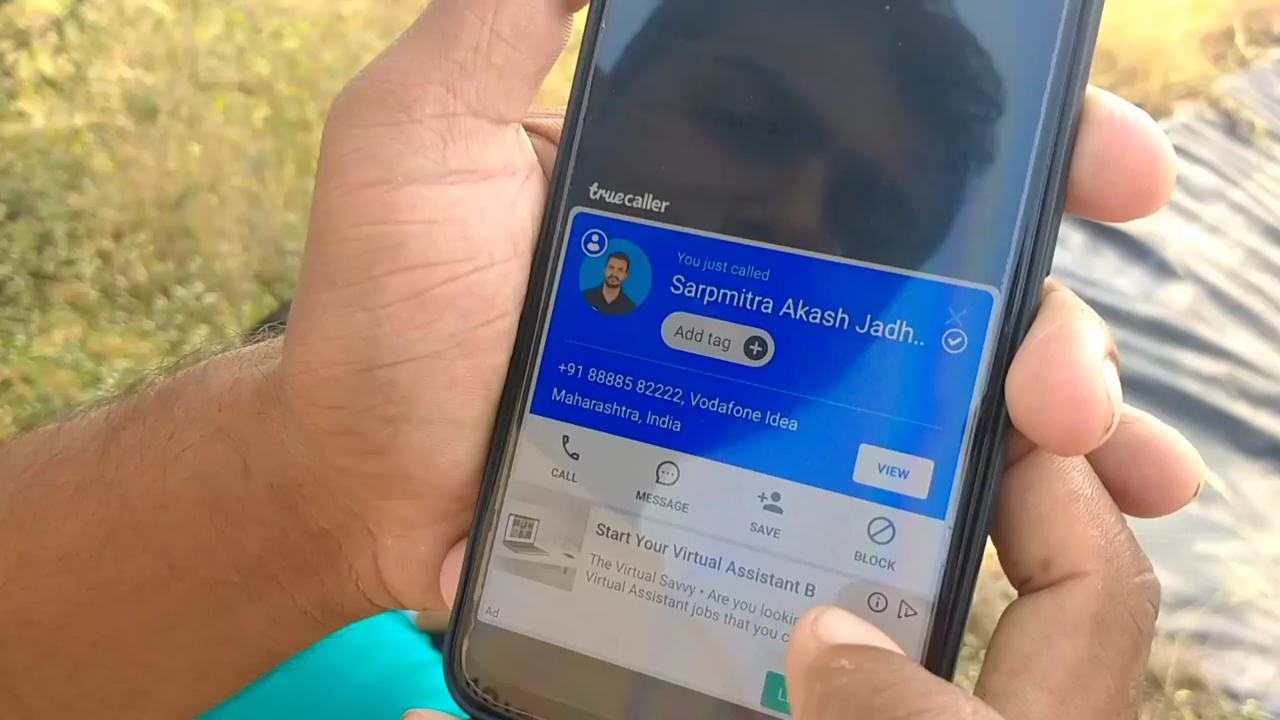 truecaller
You just called
Sarpmitra Akash Jadh..
Add tag
+91 88885 82222, Vodafone Idea
Maharashtra, India
VIEW
CALL
MESSAGE
SAVE
BLOCK
Start Your Virtual Assistant B
The Virtual Savvy • Are you lookin
Virtual Assistant jobs that you c
Ad